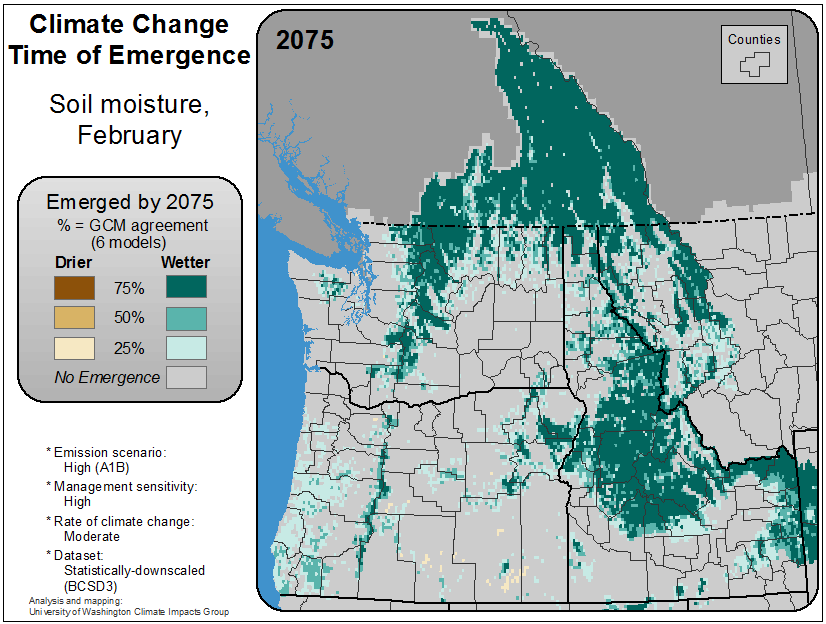 Climate Change
Time of Emergence
Soil moisture,
February
Emerged by 2075
% = GCM agreement
(6 models)
Drier Wetter
75%
50%
25%
No Emergence
* Emission scenario:
High (A1B)
* Management sensitivity:
High
* Rate of climate change:
Moderate
* Dataset:
Statistically-downscaled
(BCSD3)
Analysis and mapping:
University of Washington Climate Impacts Group
2075
Counties